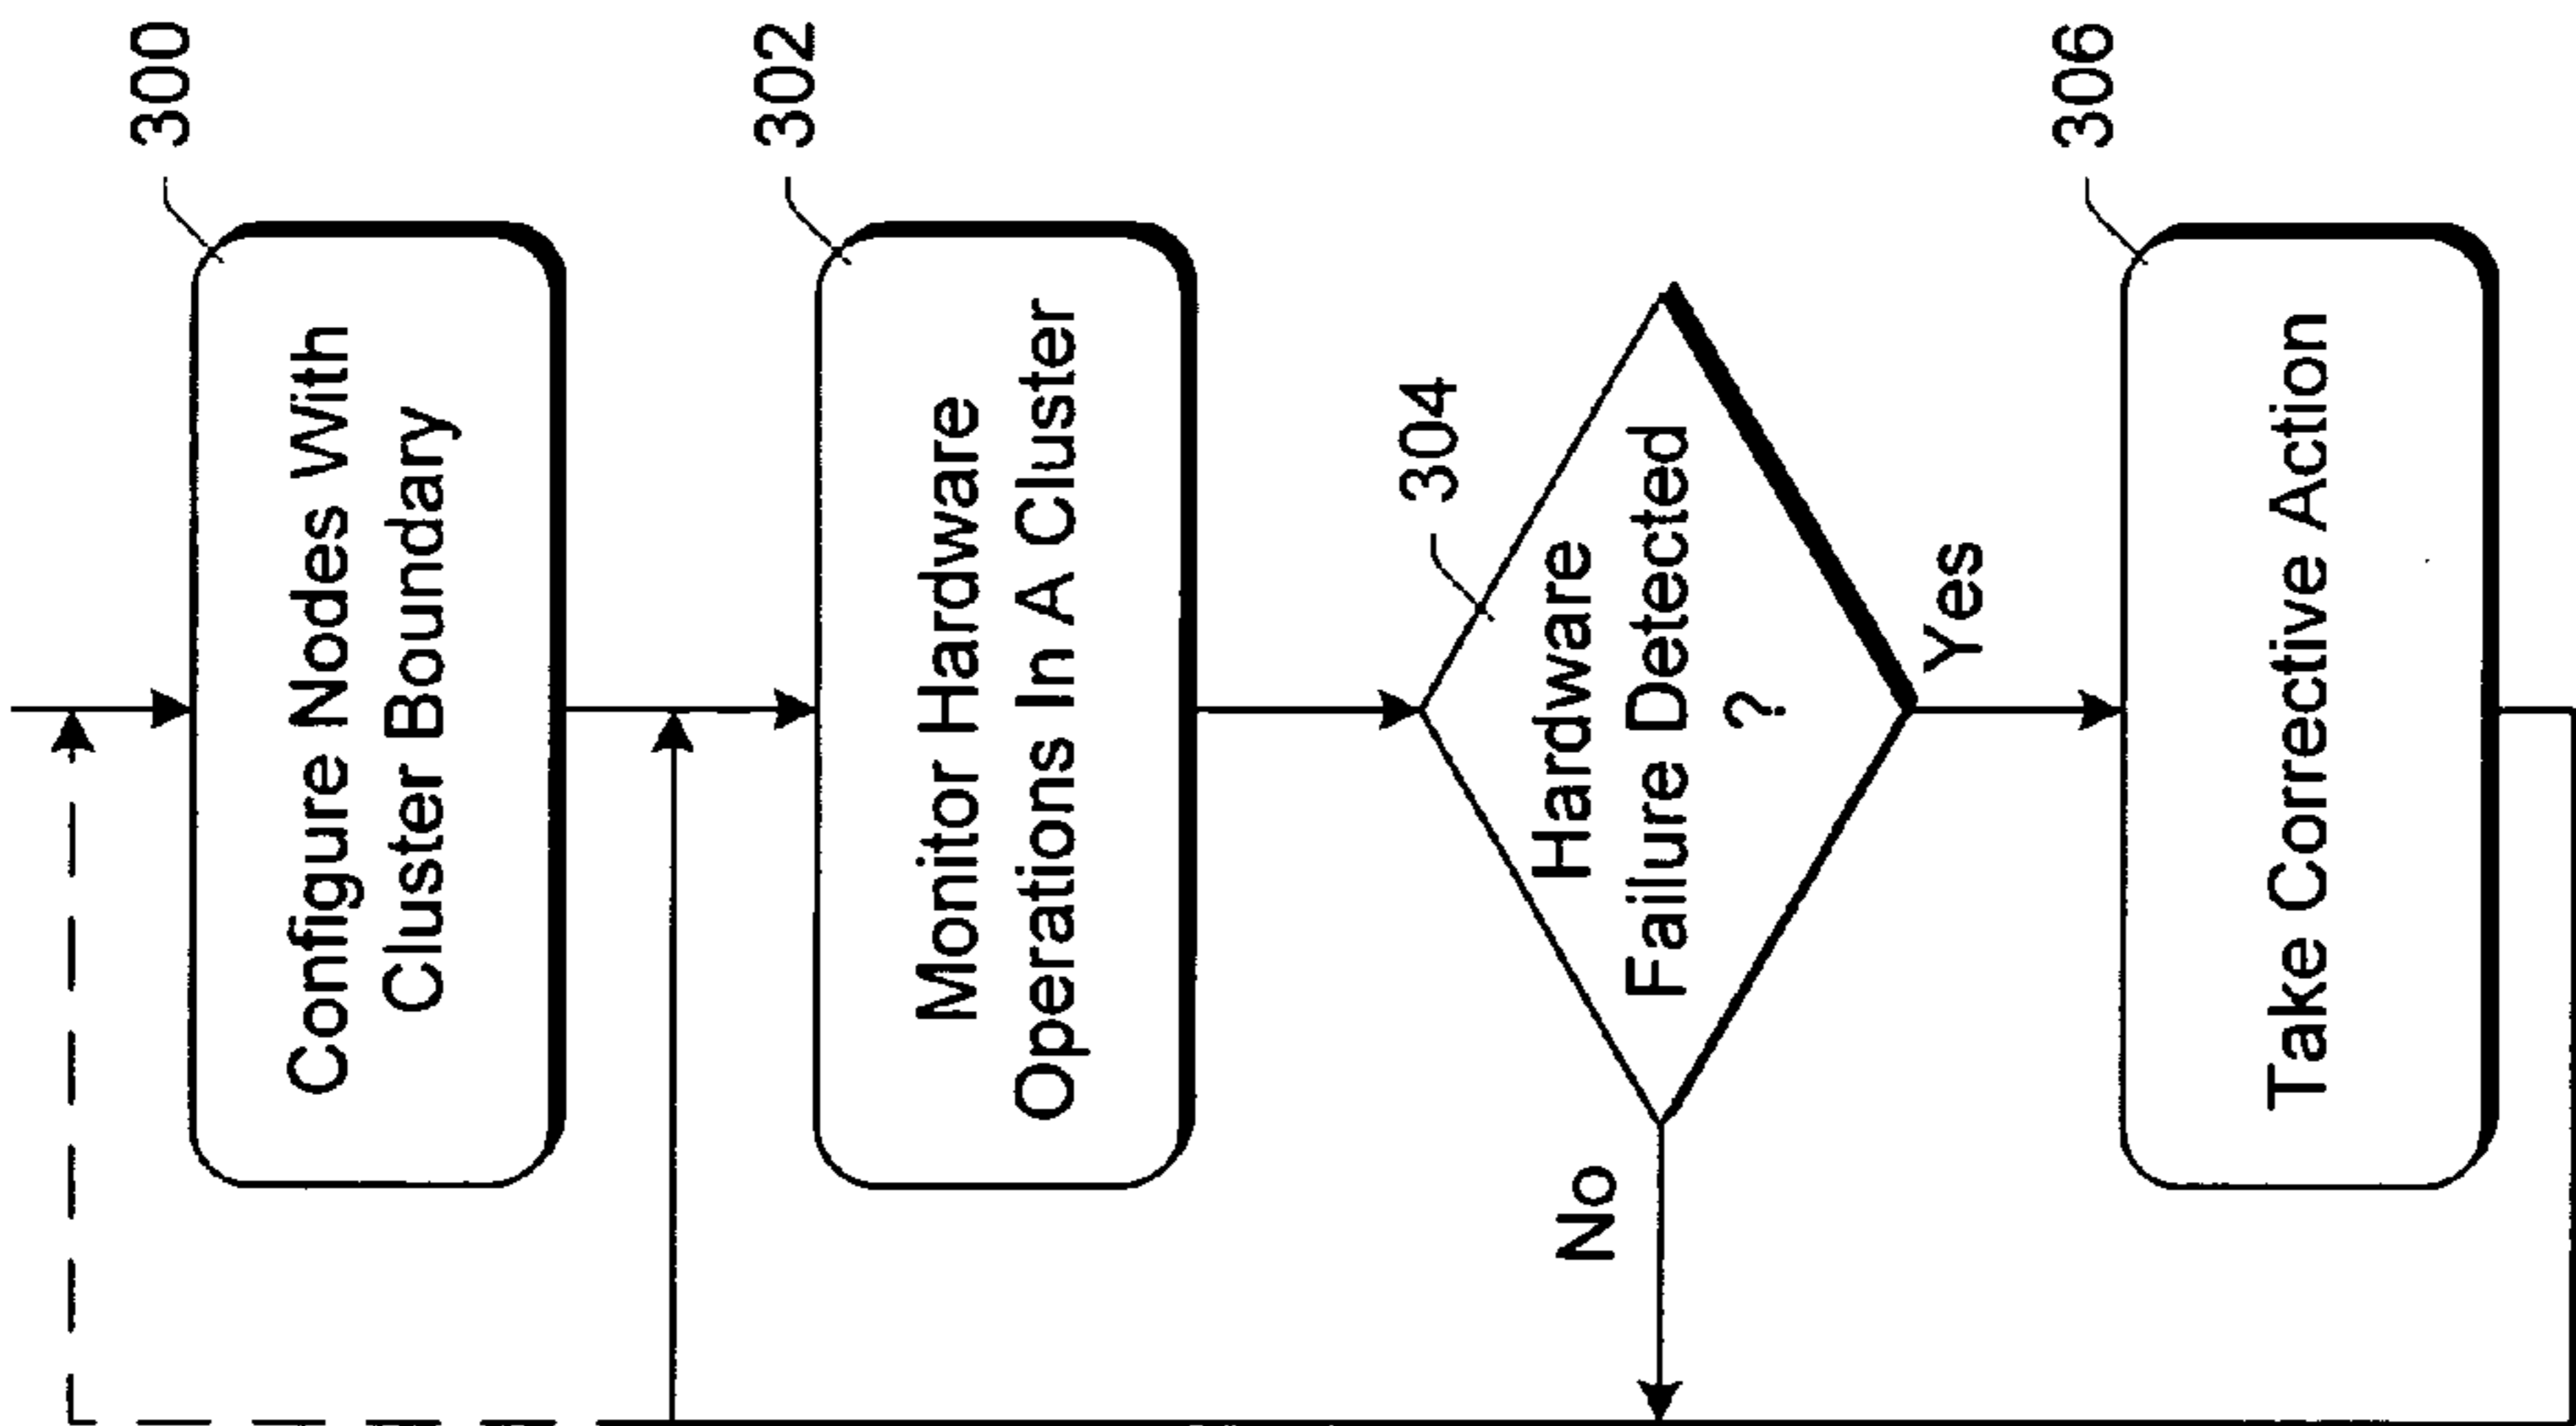 300
Configure Nodes With
Cluster Boundary
302
Monitor Hardware
Operations In A Cluster
304
Hardware
Failure Detected
?
No
Yes
306
Take Corrective Action